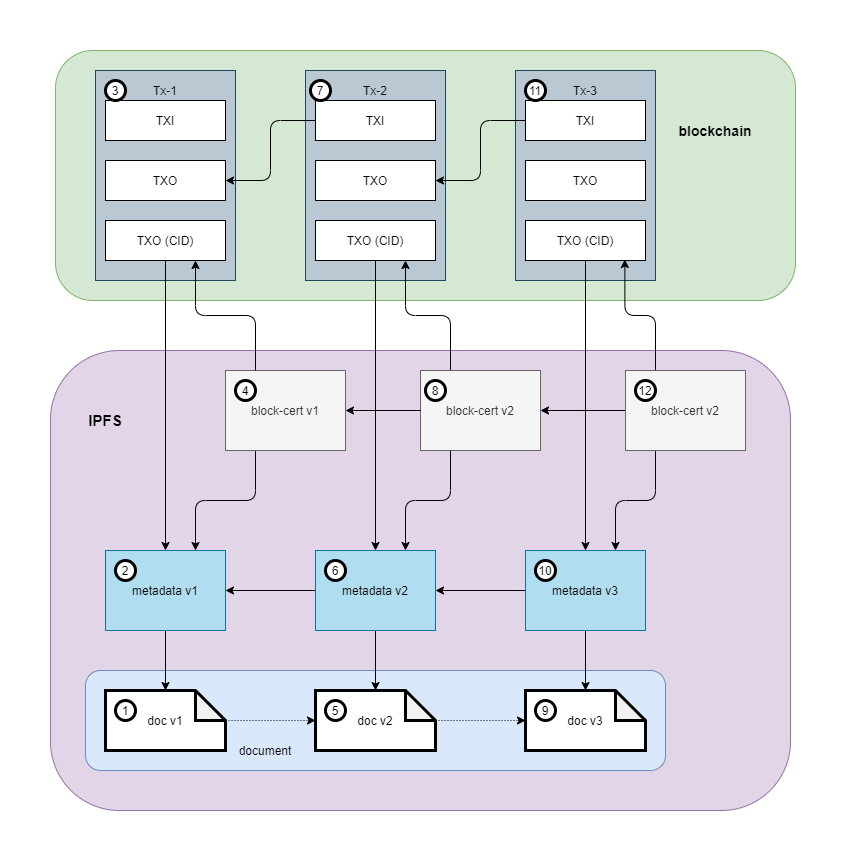 3 Tx-1
7 Tx-2
11 Tx-3
TXI
TXI
TXI
blockchain
TXO
TXO
TXO
TXO (CID)
TXO (CID)
TXO (CID)
IPFS
4
block-cert v1
8
block-cert v2
12
block-cert v2
2
metadata v1
6
metadata v2
10
metadata v3
1 doc v1
5 doc v2
9 doc v3
document